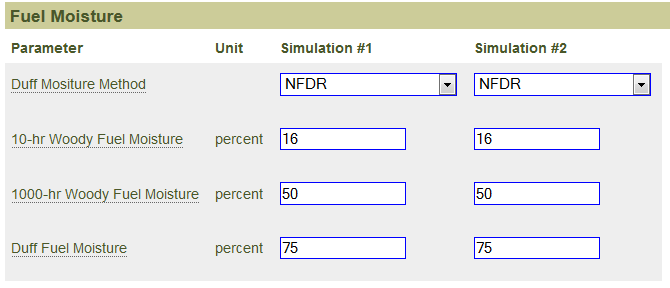 Fuel Moisture
Parameter Unit Simulation #1 Simulation #2
Duff Mositure Method NFDR NFDR
10-hr Woody Fuel Moisture percent 16 16
1000-hr Woody Fuel Moisture percent 50 50
Duff Fuel Moisture percent 75 75